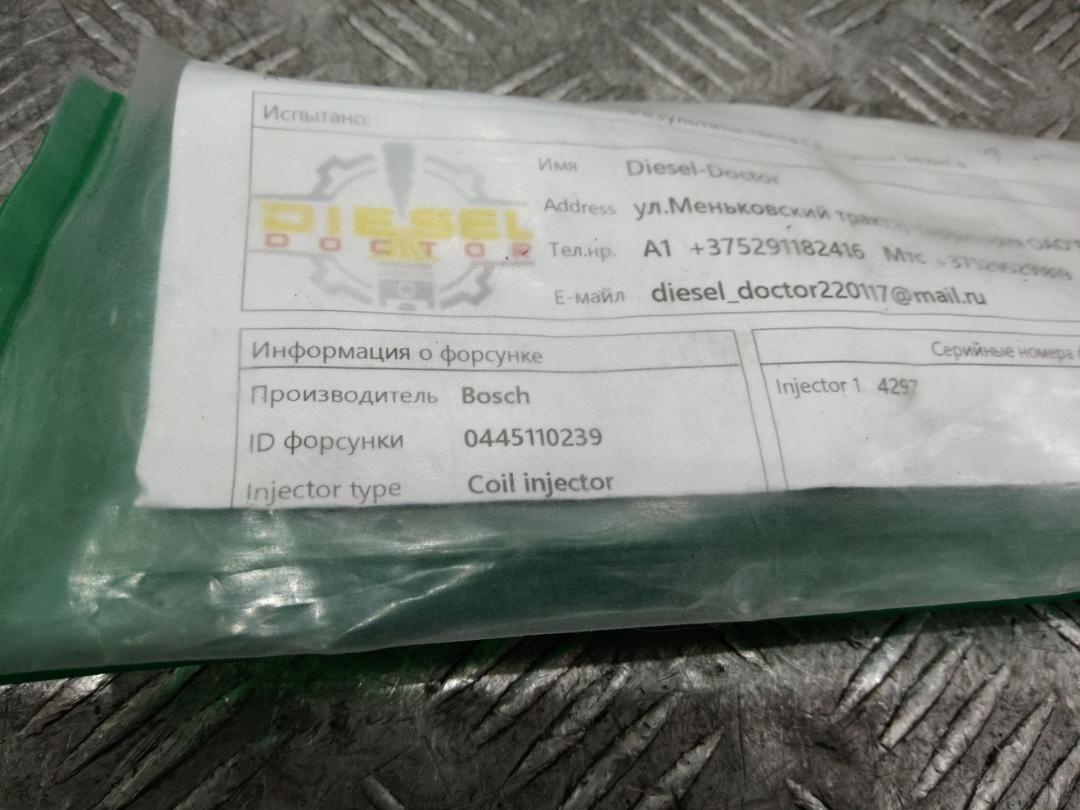 Испытано:
DIESEL
DOCTOR
Имя Diesel-Doctor
Address ул.Меньковский тракт
Тел.нр. A1 +375291182416 Мтс
Е-майл diesel_doctor220117@mail.ru
Информация о форсунке
Производитель Bosch
ID форсунки 0445110239
Injector type Coil injector
Серийные номера
Injector 1 4297